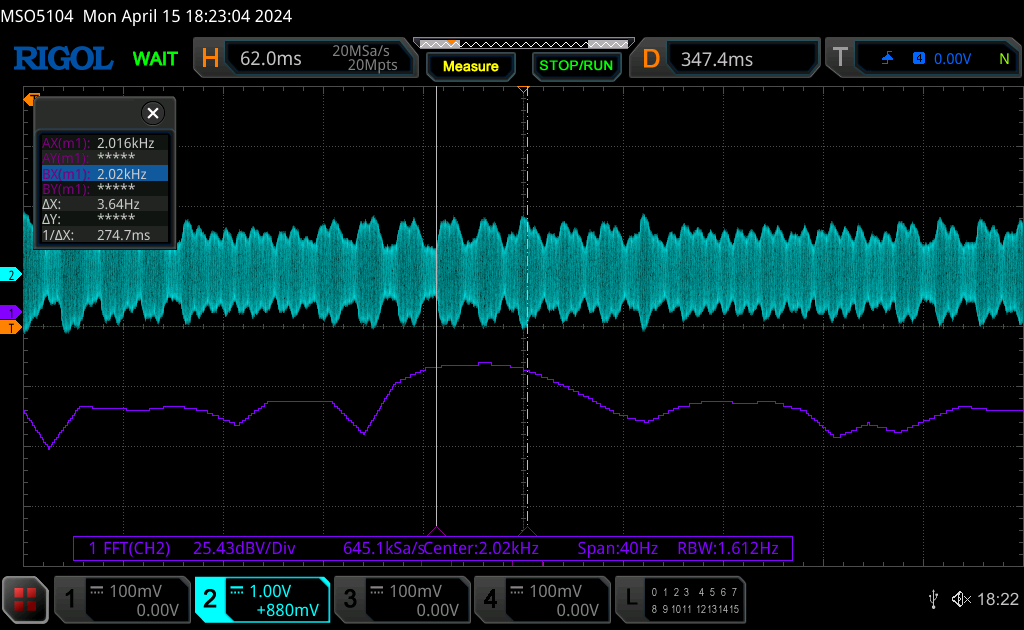 MSO5104 Mon April 15 18:23:04 2024
RIGOL WAIT H 62.0ms 20MSa/s 20Mpts Measure STOP/RUN D 347.4ms T 4 0.00V N
T
AX(m1): 2.016kHz
AY(m1): *****
BX(m1): 2.02kHz
BY(m1): *****
ΔX: 3.64Hz
ΔY: *****
1/ΔX: 274.7ms
2
1
T
1 FFT(CH2) 25.43dBV/Div 645.1kSa/sCenter:2.02kHz Span:40Hz RBW:1.612Hz
1 100mV 0.00V
2 1.00V +880mV
3 100mV 0.00V
4 100mV 0.00V
L 0 1 2 3 4 5 6 7
8 9 10 11 12 13 14 15
18:22